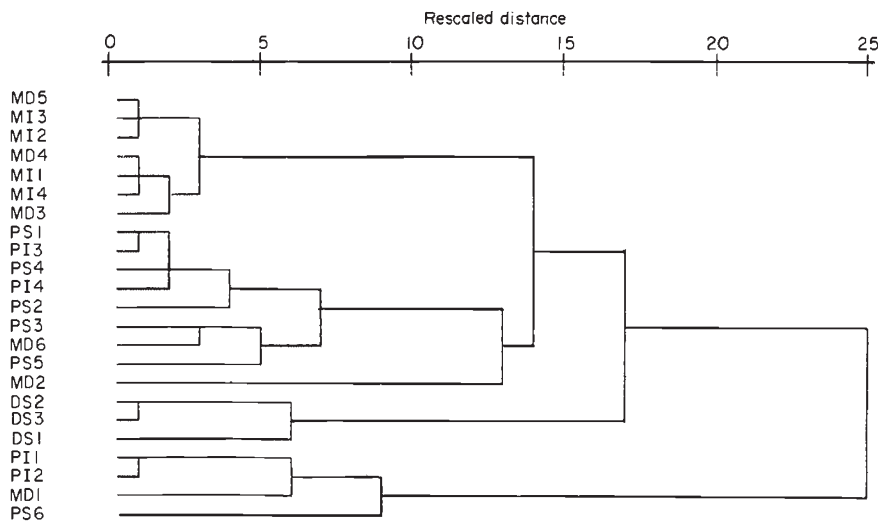 Rescaled distance
0 5 10 15 20 25
MD5
MI3
MI2
MD4
MI1
MI4
MD3
PS1
PI3
PS4
PI4
PS2
PS3
MD6
PS5
MD2
DS2
DS3
DS1
PI1
PI2
MD1
PS6